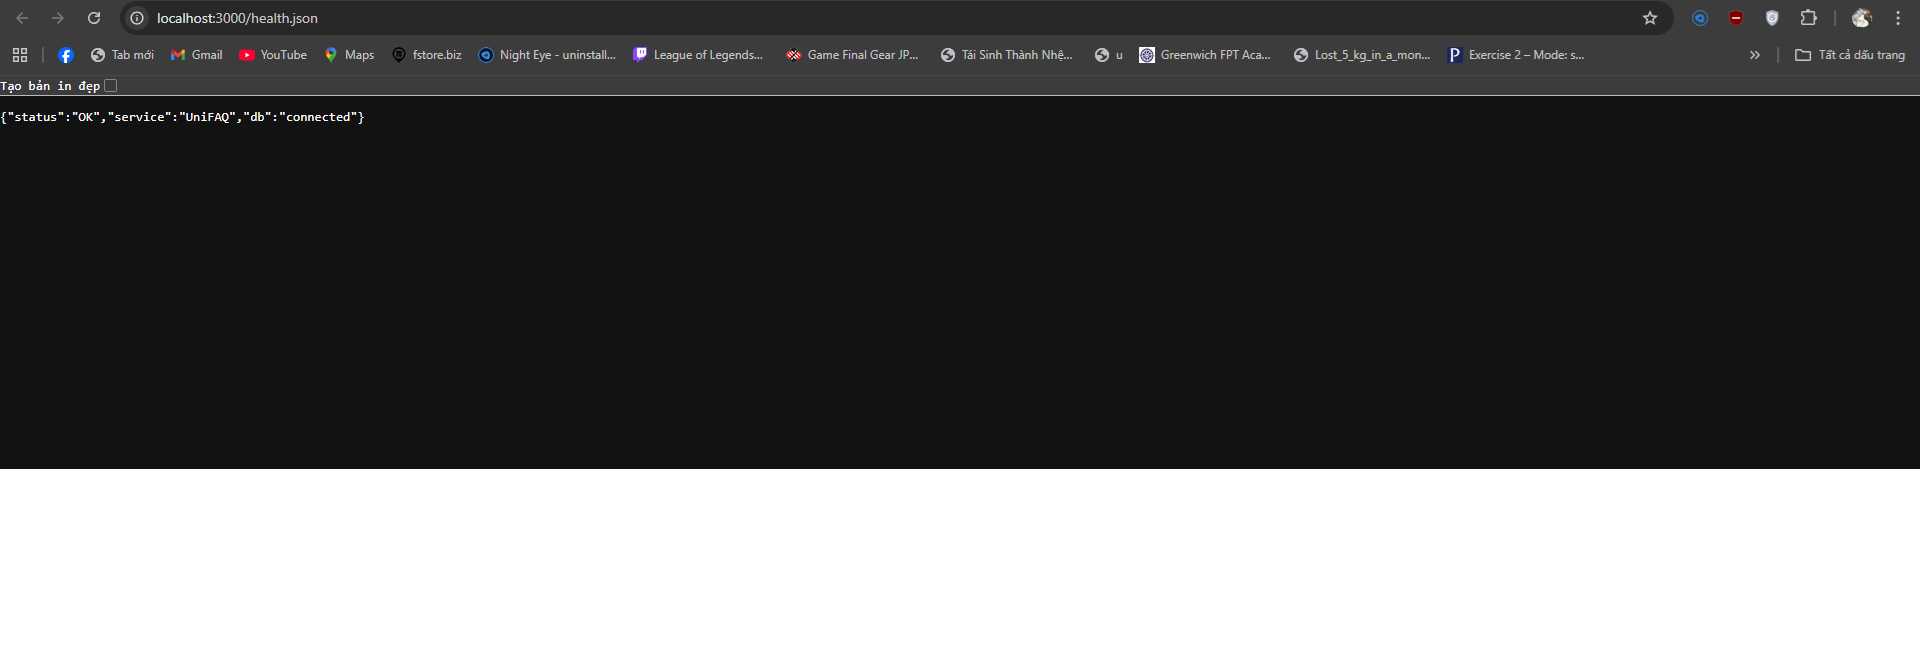 localhost:3000/health.json
Tab mới Gmail YouTube Maps fstore.biz Night Eye - uninstall... League of Legends... Game Final Gear JP... Tái Sinh Thành Nhệ... u Greenwich FPT Aca... Lost_5_kg_in_a_mon... P Exercise 2 – Mode: s... » Tất cả dấu trang
Tạo bản in đẹp
{"status":"OK","service":"UniFAQ","db":"connected"}